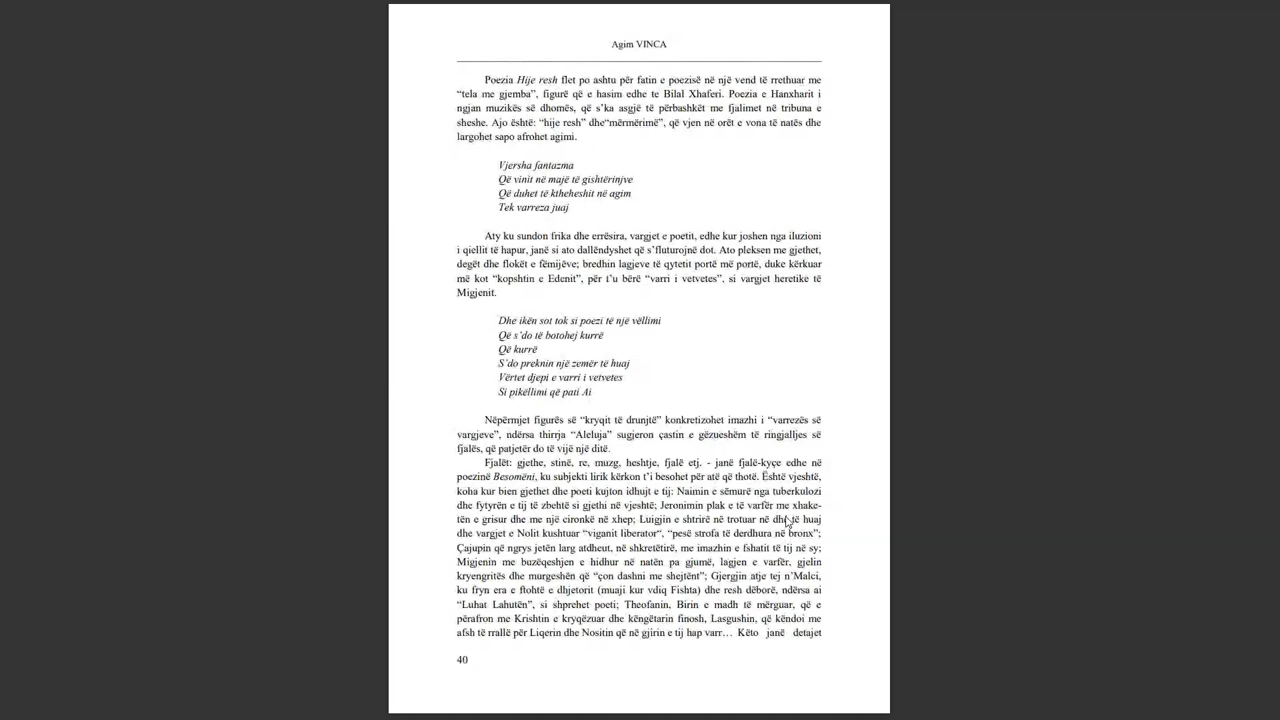 Agim VINCA
Poezia Hije resh flet po ashtu për fatin e poezisë në një vend të rrethuar me
“tela me gjemba”, figurë që e hasim edhe te Bilal Xhaferi. Poezia e Hanxharit i
ngjan muzikës së dhomës, që s’ka asgjë të përbashkët me fjalimet në tribuna e
sheshe. Ajo është: “hije resh” dhe“mërmërimë”, që vjen në orët e vona të natës dhe
largohet sapo afrohet agimi.
Vjersha fantazma
Që vinit në majë të gishtërinjve
Që duhet të ktheheshit në agim
Tek varreza juaj
Aty ku sundon frika dhe errësira, vargjet e poetit, edhe kur joshen nga iluzioni
i qiellit të hapur, janë si ato dallëndyshet që s’fluturojnë dot. Ato pleksen me gjethet,
degët dhe flokët e fëmijëve; bredhin lagjeve të qytetit portë më portë, duke kërkuar
më kot “kopshtin e Edenit”, për t’u bërë “varri i vetvetes”, si vargjet heretike të
Migjenit.
Dhe ikën sot tok si poezi të një vëllimi
Që s’do të botohej kurrë
Që kurrë
S’do preknin një zemër të huaj
Vërtet djepi e varri i vetvetes
Si pikëllimi që pati Ai
Nëpërmjet figurës së “kryqit të drunjtë” konkretizohet imazhi i “varrezës së
vargjeve”, ndërsa thirrja “Aleluja” sugjeron çastin e gëzueshëm të ringjalljes së
fjalës, që patjetër do të vijë një ditë.
Fjalët: gjethe, stinë, re, muzg, heshtje, fjalë etj. - janë fjalë-kyçe edhe në
poezinë Besomëni, ku subjekti lirik kërkon t’i besohet për atë që thotë. Është vjeshtë,
koha kur bien gjethet dhe poeti kujton idhujt e tij: Naimin e sëmurë nga tuberkulozi
dhe fytyrën e tij të zbehtë si gjethi në vjeshtë; Jeronimin plak e të varfër me xhake-
tën e grisur dhe me një cironkë në xhep; Luigjin e shtrirë në trotuar në dhe të huaj
dhe vargjet e Nolit kushtuar “viganit liberator“, “pesë strofa të derdhura në bronx”;
Çajupin që ngrys jetën larg atdheut, në shkretëtirë, me imazhin e fshatit të tij në sy;
Migjenin me buzëqeshjen e hidhur në natën pa gjumë, lagjen e varfër, gjelin
kryengritës dhe murgeshën që “çon dashni me shejtënt”; Gjergjin atje tej n’Malci,
ku fryn era e ftohtë e dhjetorit (muaji kur vdiq Fishta) dhe resh dëborë, ndërsa ai
“Luhat Lahutën”, si shprehet poeti; Theofanin, Birin e madh të mërguar, që e
përafron me Krishtin e kryqëzuar dhe këngëtarin finosh, Lasgushin, që këndoi me
afsh të rrallë për Liqerin dhe Nositin që në gjirin e tij hap varr… Këto janë detajet
40